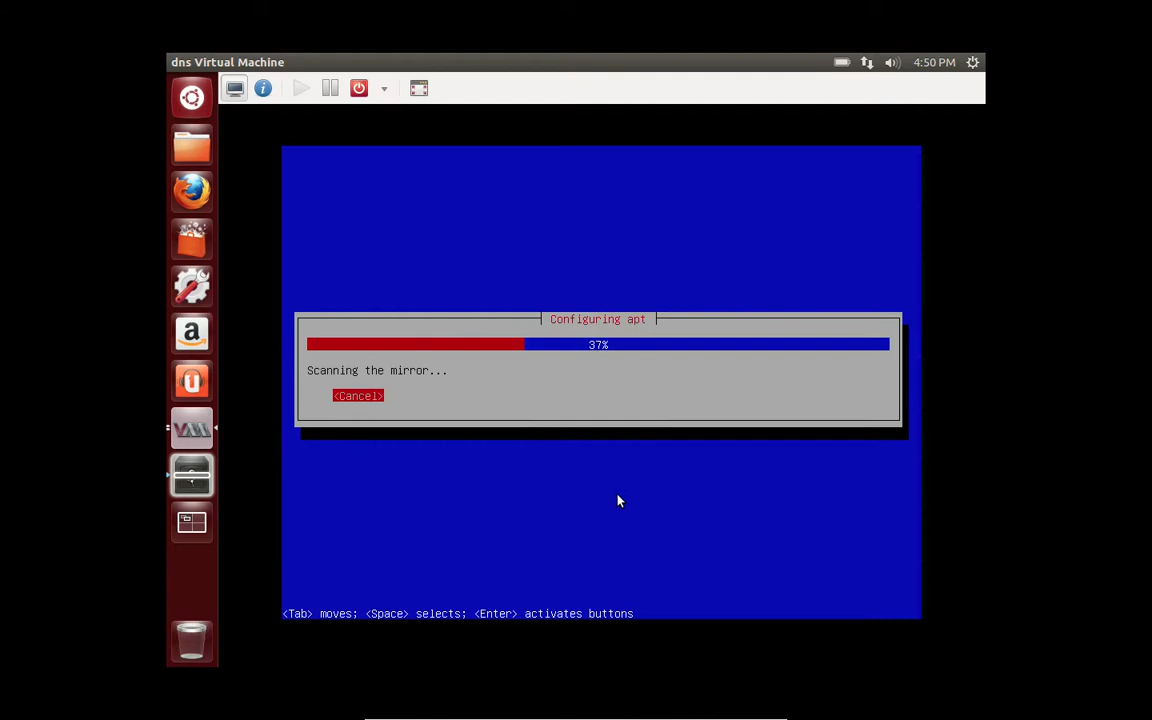 dns Virtual Machine
4:50 PM
Configuring apt
37%
Scanning the mirror...
<Cancel>
<Tab> moves; <Space> selects; <Enter> activates buttons